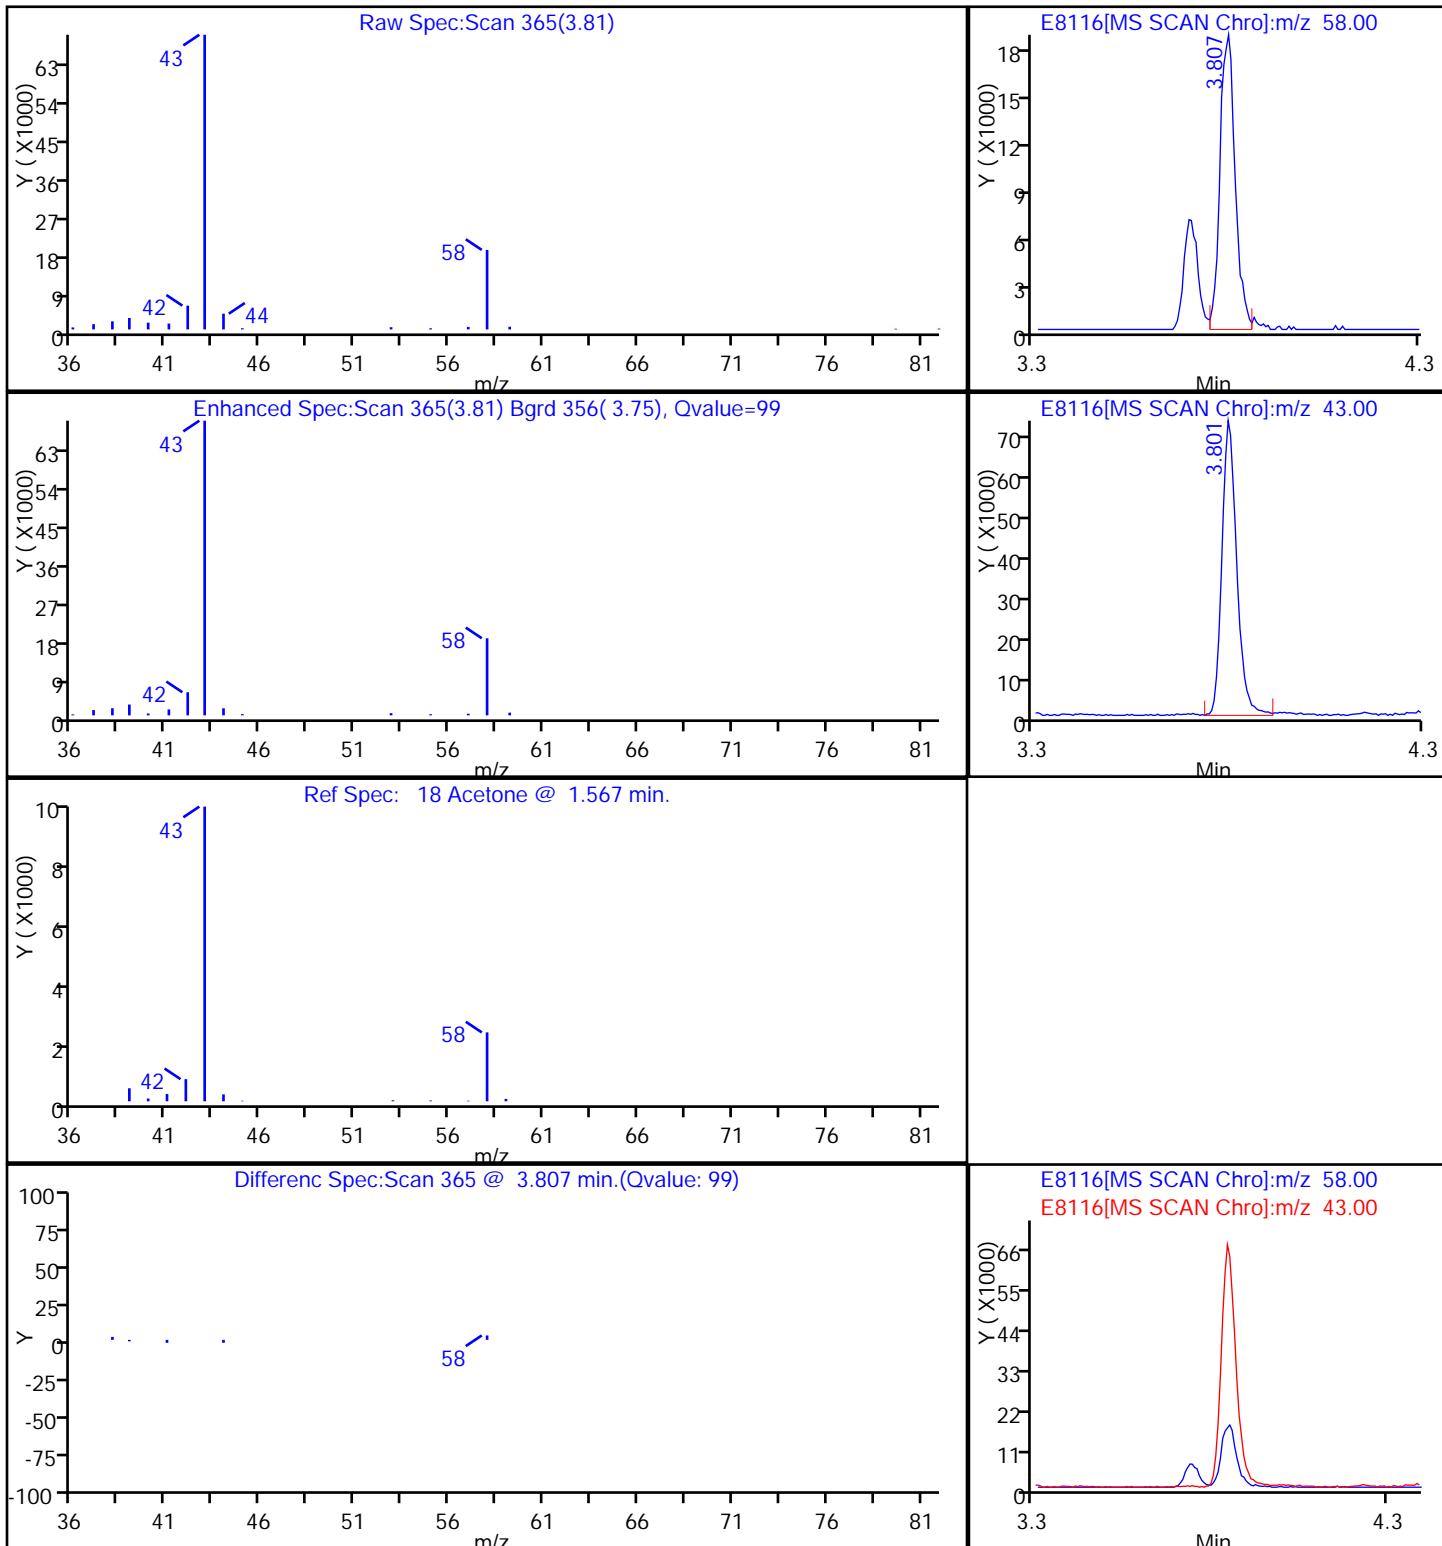 Raw Spec:Scan 365(3.81)
Y ( X1000)
63
54
45
36
27
18
9
0
43
42
44
58
36 41 46 51 56 61 66 71 76 81
m/z
E8116[MS SCAN Chro]:m/z 58.00
Y ( X1000)
18
15
12
9
6
3
0
3.807
3.3 4.3
Min
Enhanced Spec:Scan 365(3.81) Bgrd 356( 3.75), Qvalue=99
Y ( X1000)
63
54
45
36
27
18
9
0
43
42
58
36 41 46 51 56 61 66 71 76 81
m/z
E8116[MS SCAN Chro]:m/z 43.00
Y ( X1000)
70
60
50
40
30
20
10
0
3.801
3.3 4.3
Min
Ref Spec: 18 Acetone @ 1.567 min.
Y ( X1000)
10
8
6
4
2
0
43
42
58
36 41 46 51 56 61 66 71 76 81
m/z
Differenc Spec:Scan 365 @ 3.807 min.(Qvalue: 99)
Y
100
75
50
25
0
-25
-50
-75
-100
58
36 41 46 51 56 61 66 71 76 81
m/z
E8116[MS SCAN Chro]:m/z 58.00
E8116[MS SCAN Chro]:m/z 43.00
Y ( X1000)
66
55
44
33
22
11
0
3.3 4.3
Min